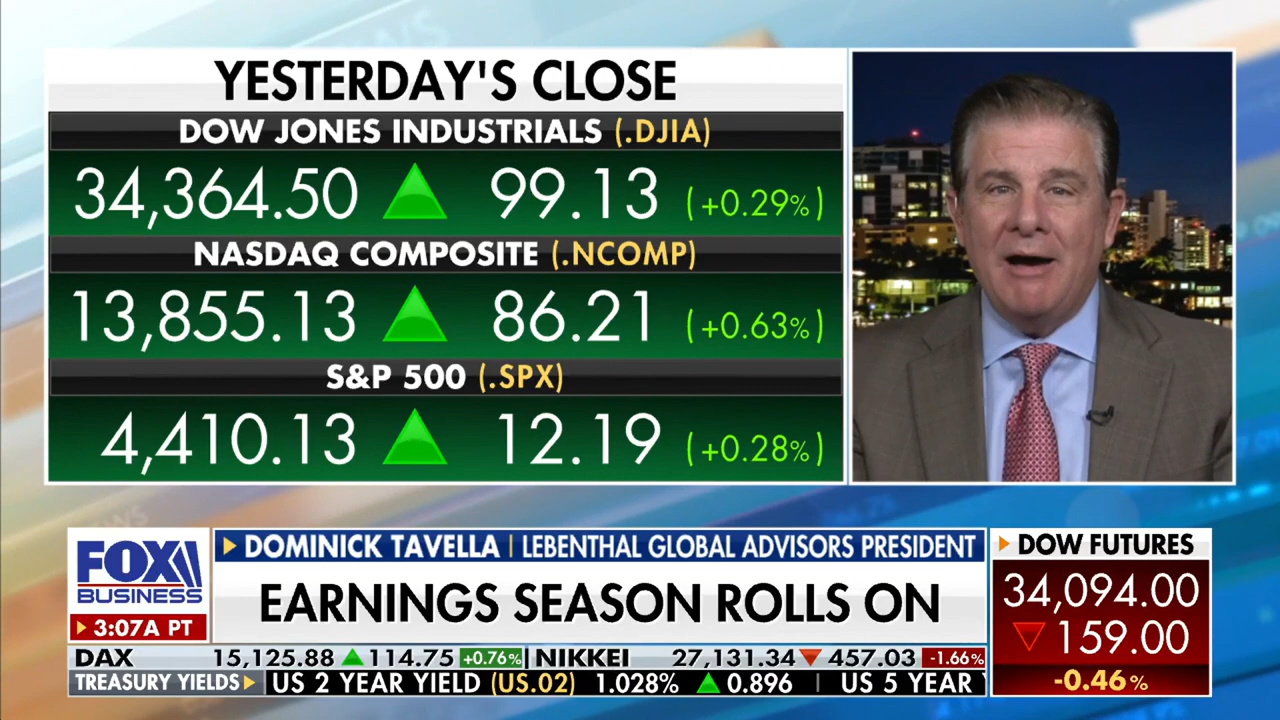 YESTERDAY'S CLOSE
DOW JONES INDUSTRIALS (.DJIA)
34,364.50 ▲ 99.13 (+0.29%)
NASDAQ COMPOSITE (.NCOMP)
13,855.13 ▲ 86.21 (+0.63%)
S&P 500 (.SPX)
4,410.13 ▲ 12.19 (+0.28%)
FOX BUSINESS
3:07A PT
DOMINICK TAVELLA | LEBENTHAL GLOBAL ADVISORS PRESIDENT
EARNINGS SEASON ROLLS ON
DOW FUTURES
34,094.00
▼ 159.00
-0.46%
DAX 15,125.88 ▲ 114.75 +0.76% | NIKKEI 27,131.34 ▼ 457.03 -1.66%
TREASURY YIELDS US 2 YEAR YIELD (US.02) 1.028% ▲ 0.896 | US 5 YEAR